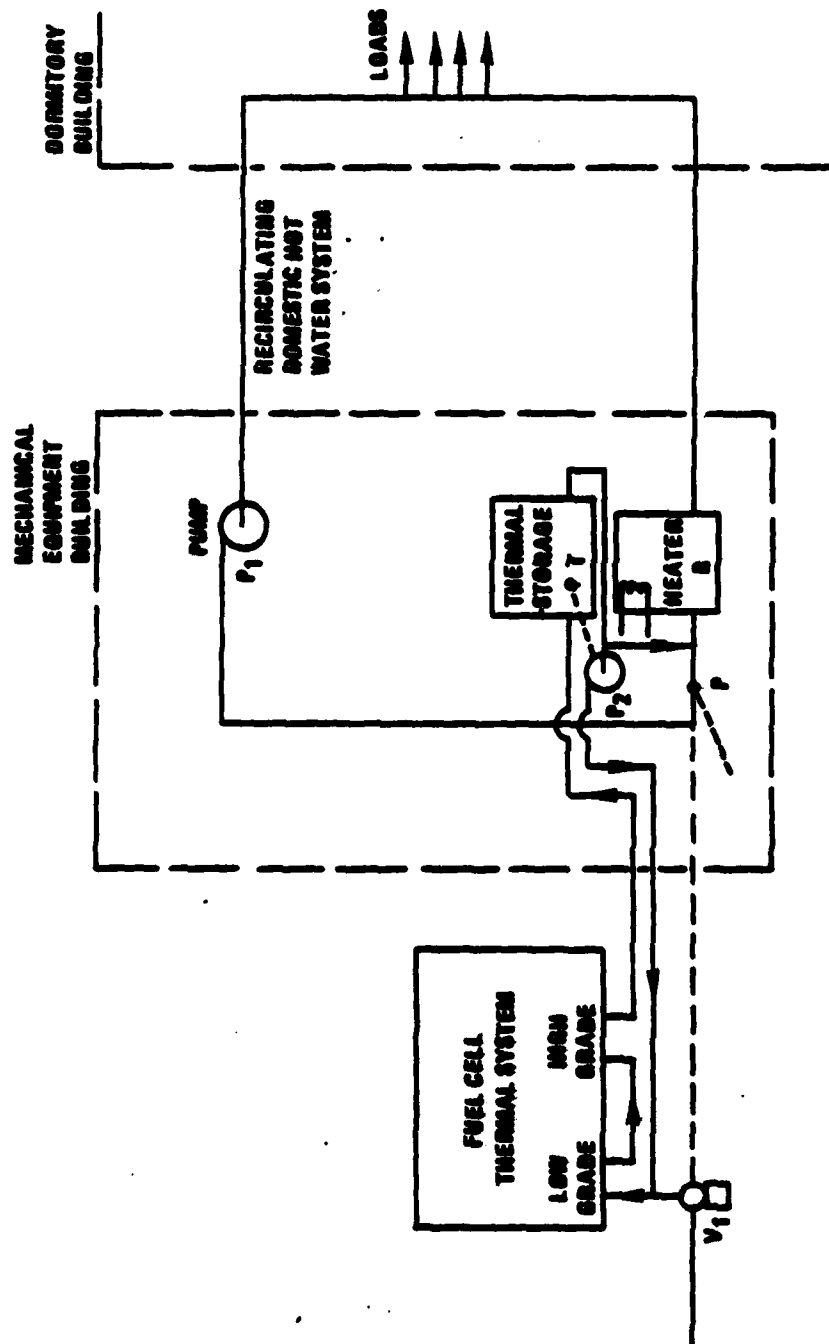 DORMITORY
BUILDING
LOADS
RECIRCULATING
DOMESTIC HOT
WATER SYSTEM
MECHANICAL
EQUIPMENT
BUILDING
PUMP
P1
THERMAL
STORAGE
T
HEATER
B
P2
P
FUEL CELL
THERMAL SYSTEM
LOW
GRADE
HIGH
GRADE
V1